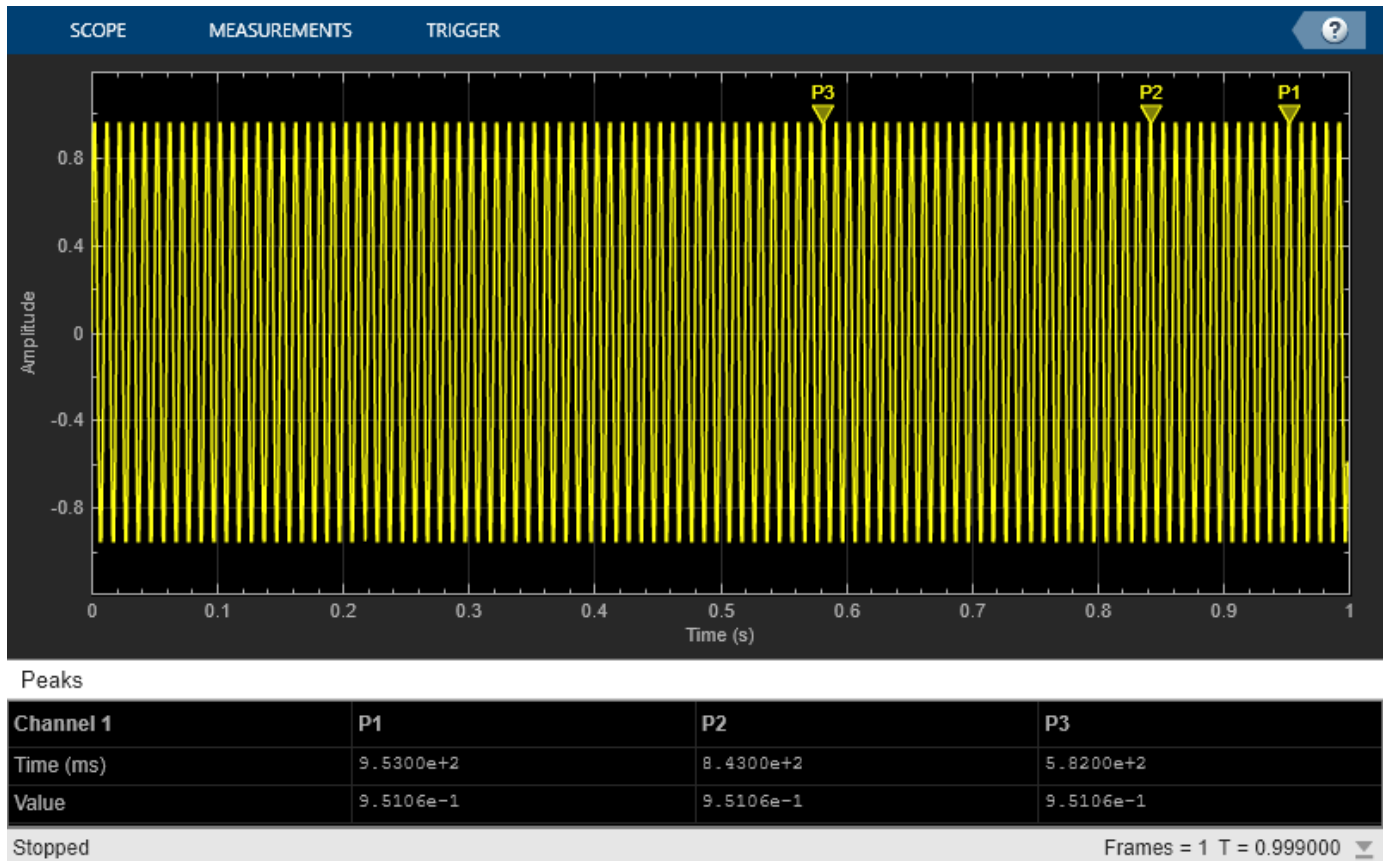 SCOPE MEASUREMENTS TRIGGER ?
P3 P2 P1
0.8
0.4
0
-0.4
-0.8
Amplitude
0 0.1 0.2 0.3 0.4 0.5 0.6 0.7 0.8 0.9 1
Time (s)
Peaks
Channel 1 P1 P2 P3
Time (ms) 9.5300e+2 8.4300e+2 5.8200e+2
Value 9.5106e-1 9.5106e-1 9.5106e-1
Stopped Frames = 1 T = 0.999000